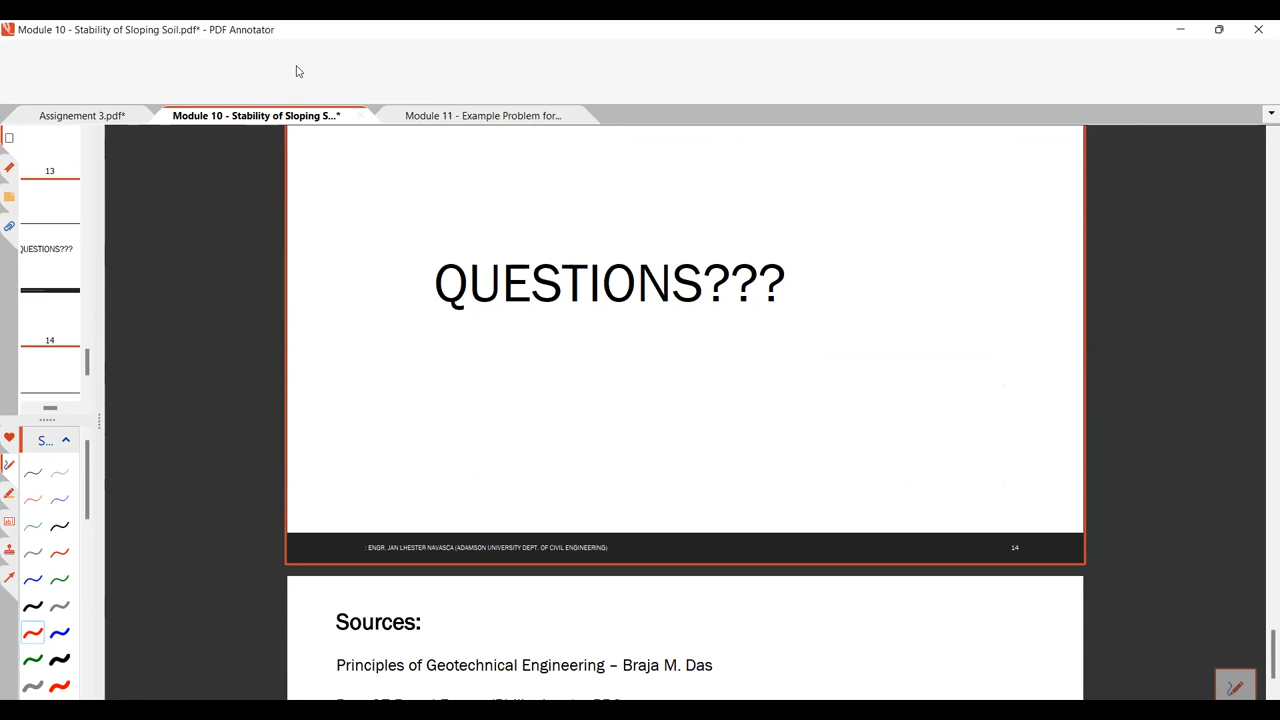 Module 10 - Stability of Sloping Soil.pdf* - PDF Annotator
Assignement 3.pdf*
Module 10 - Stability of Sloping S...*
Module 11 - Example Problem for...
13
QUESTIONS???
14
S...
QUESTIONS???
: ENGR. JAN LHESTER NAVASCA (ADAMSON UNIVERSITY DEPT. OF CIVIL ENGINEERING)
14
Sources:
Principles of Geotechnical Engineering – Braja M. Das